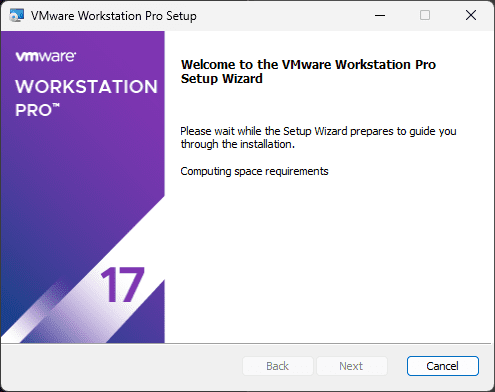 VMware Workstation Pro Setup
vmware®
WORKSTATION
PRO™
17
Welcome to the VMware Workstation Pro
Setup Wizard
Please wait while the Setup Wizard prepares to guide you
through the installation.
Computing space requirements
Back
Next
Cancel